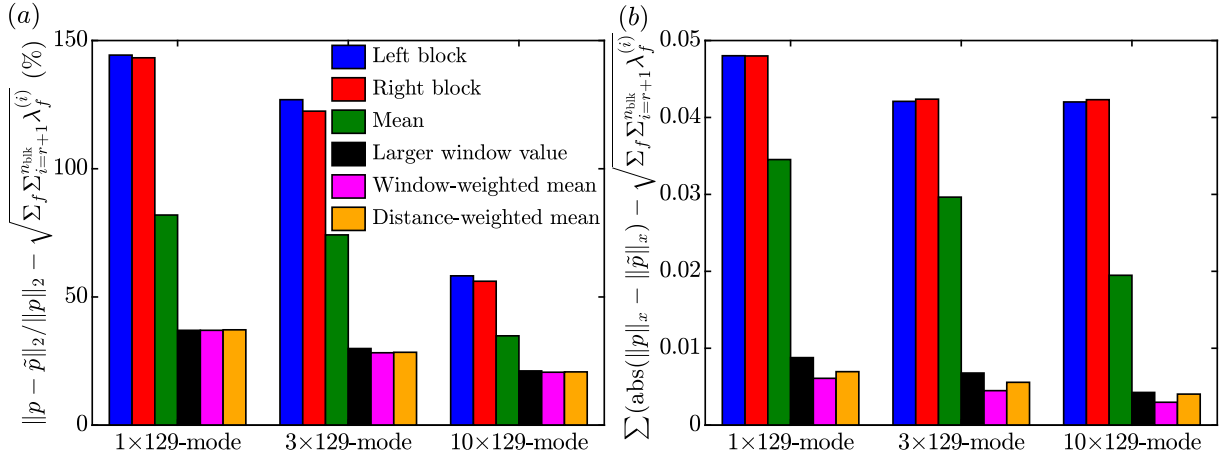 (a)
∥p − p̃∥₂/∥p∥₂ − √(Σ_f Σ_{i=r+1}^{n_blk} λ_f^{(i)}) (%)
150
100
50
0
Left block
Right block
Mean
Larger window value
Window-weighted mean
Distance-weighted mean
1×129-mode
3×129-mode
10×129-mode
(b)
∑(abs(∥p∥ₓ − ∥p̃∥ₓ) − √(Σ_f Σ_{i=r+1}^{n_blk} λ_f^{(i)})
0.05
0.04
0.03
0.02
0.01
0
1×129-mode
3×129-mode
10×129-mode